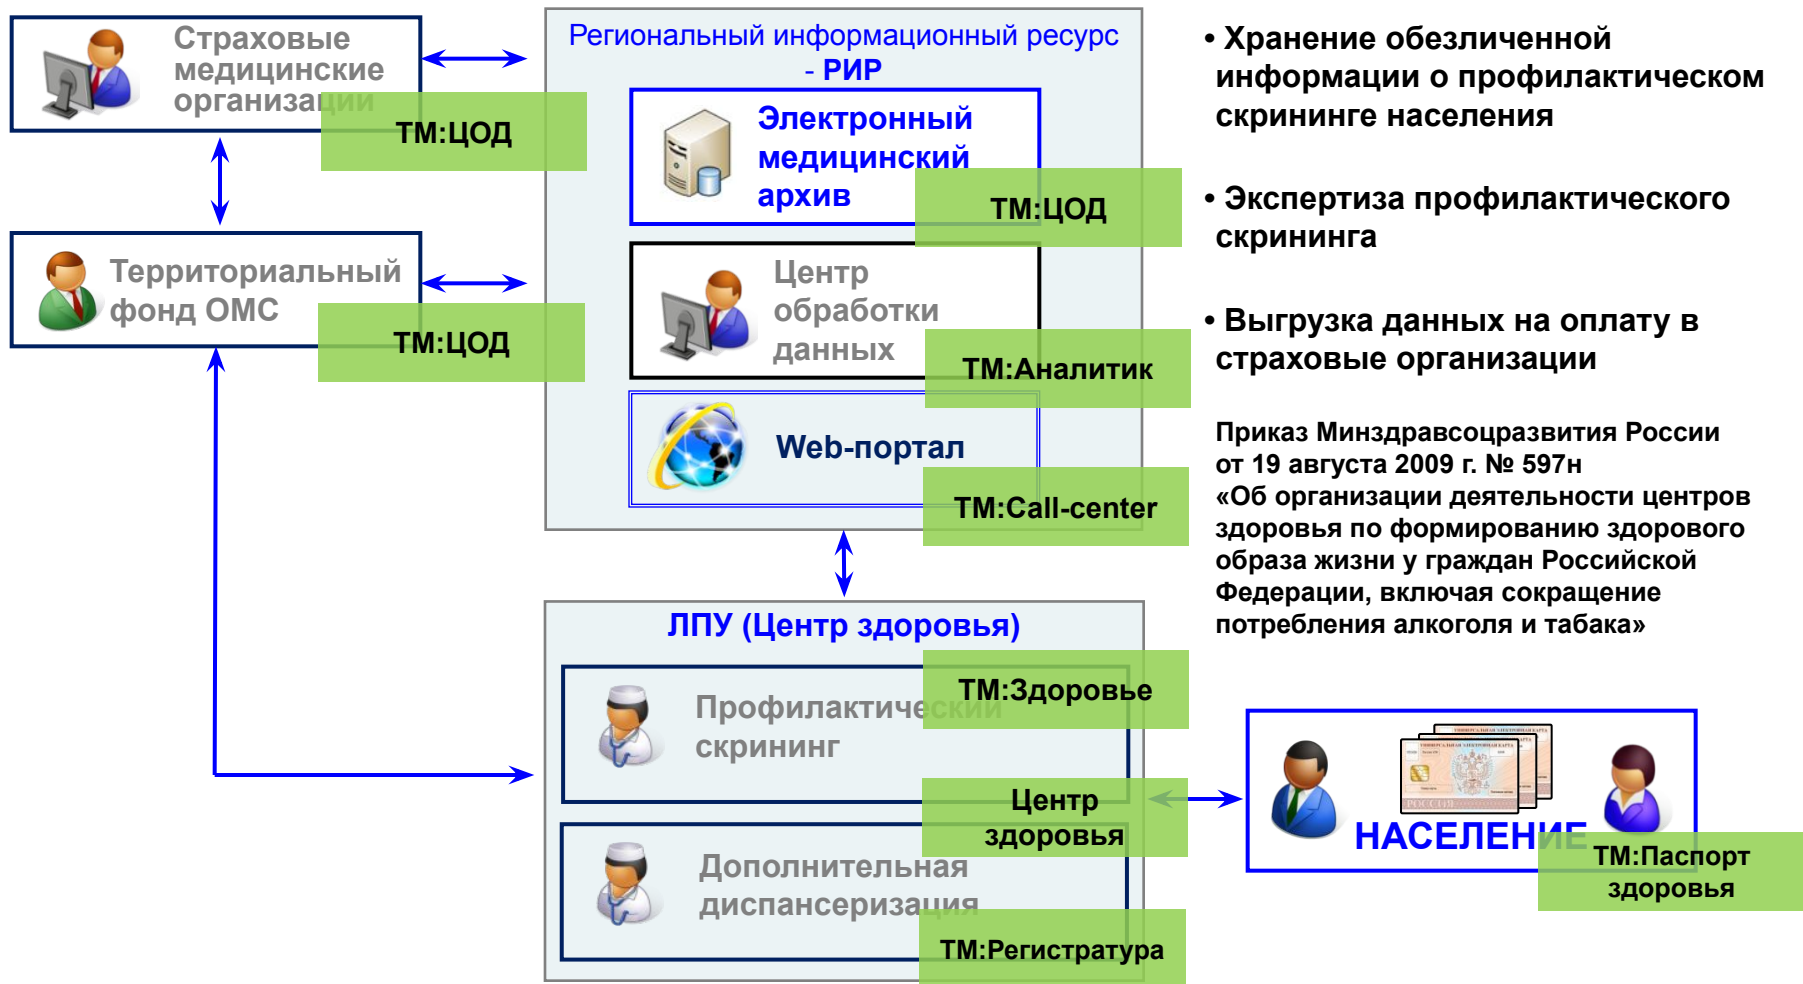 Страховые
медицинские
организации
ТМ:ЦОД
Территориальный
фонд ОМС
ТМ:ЦОД
Региональный информационный ресурс
- РИР
Электронный
медицинский
архив
ТМ:ЦОД
Центр
обработки
данных
ТМ:Аналитик
Web-портал
ТМ:Call-center
ЛПУ (Центр здоровья)
ТМ:Здоровье
Профилактический
скрининг
Центр
здоровья
Дополнительная
диспансеризация
ТМ:Регистратура
• Хранение обезличенной
информации о профилактическом
скрининге населения
• Экспертиза профилактического
скрининга
• Выгрузка данных на оплату в
страховые организации
Приказ Минздравсоцразвития России
от 19 августа 2009 г. № 597н
«Об организации деятельности центров
здоровья по формированию здорового
образа жизни у граждан Российской
Федерации, включая сокращение
потребления алкоголя и табака»
УНИВЕРСАЛЬНАЯ ЭЛЕКТРОННАЯ КАРТА
РОССИЯ
НАСЕЛЕНИЕ
ТМ:Паспорт
здоровья